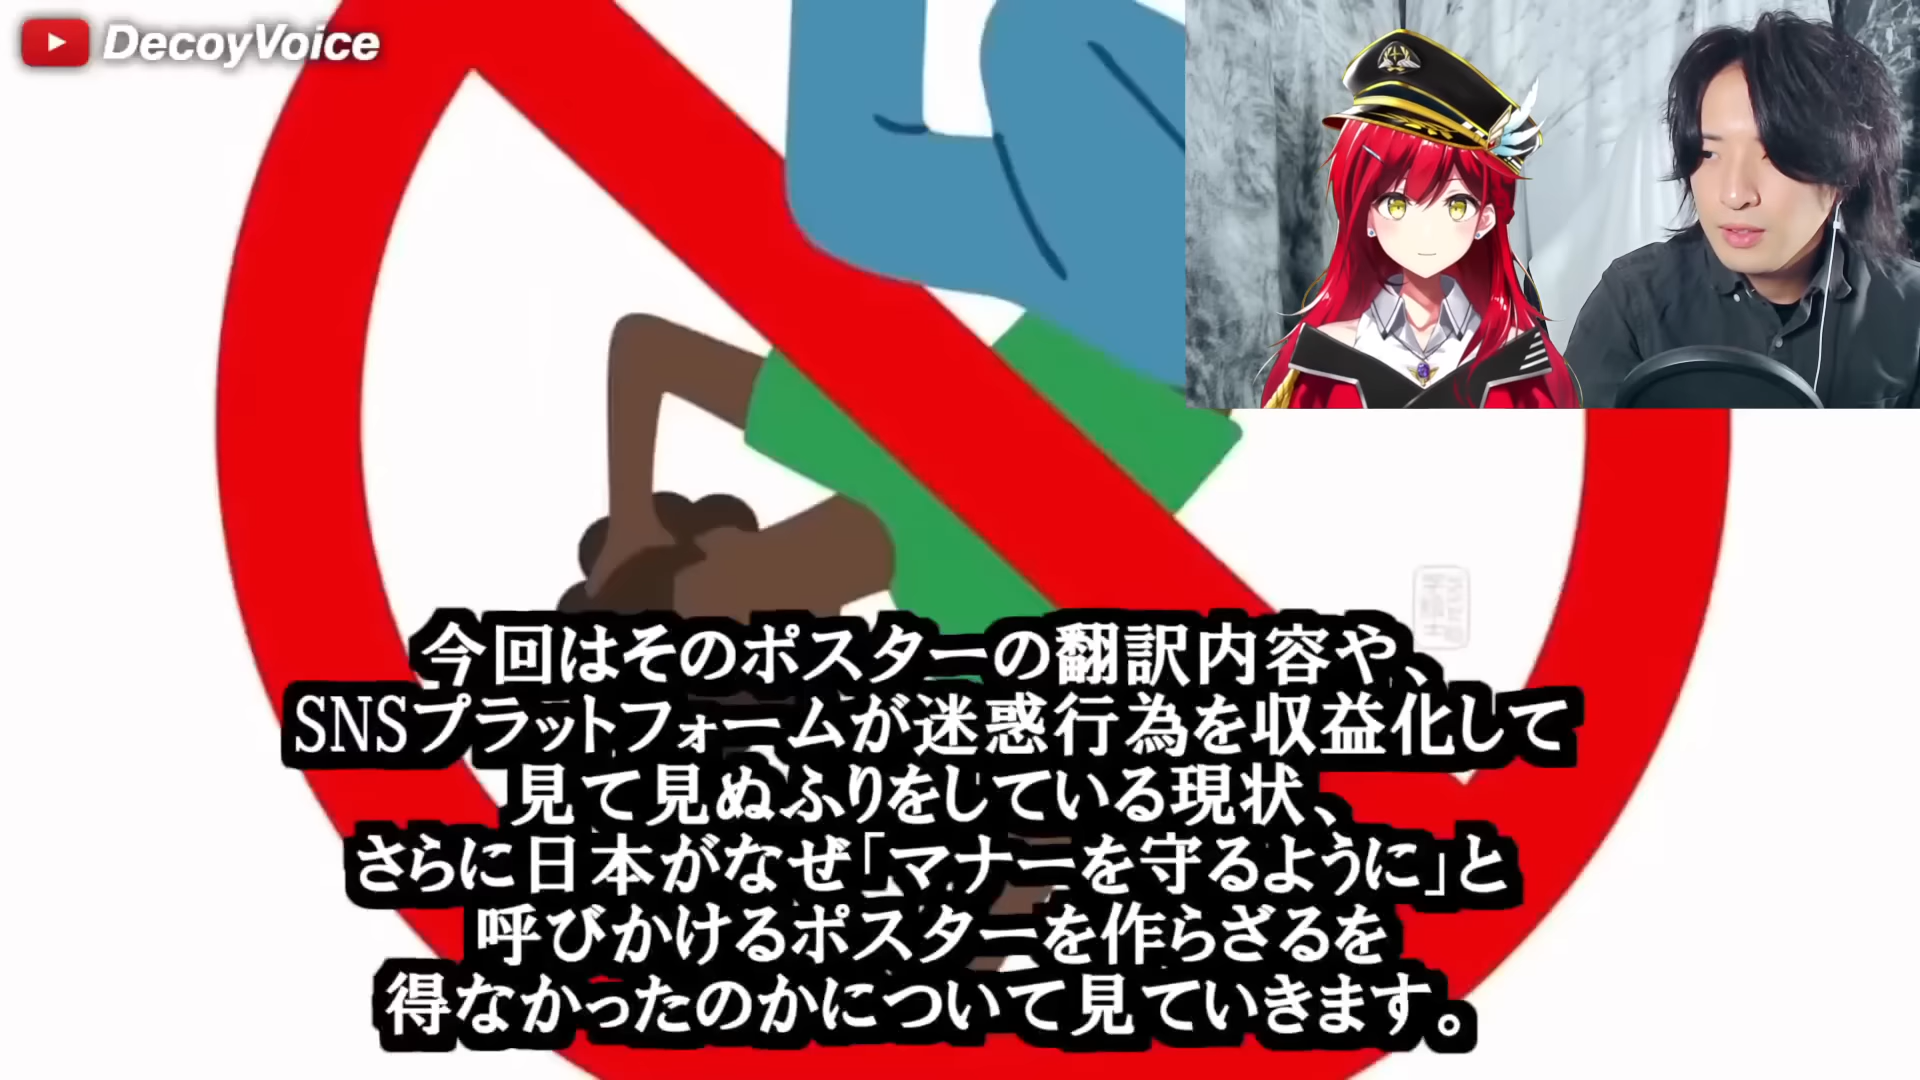 DecoyVoice
今回はそのポスターの翻訳内容や、
SNSプラットフォームが迷惑行為を収益化して
見て見ぬふりをしている現状、
さらに日本がなぜ「マナーを守るように」と
呼びかけるポスターを作らざるを
得なかったのかについて見ていきます。